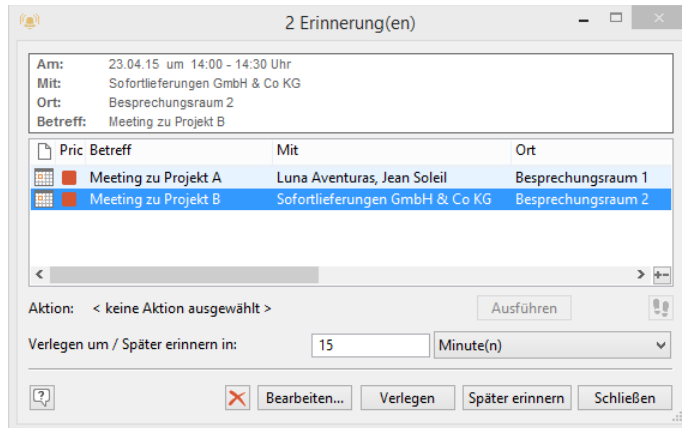 2 Erinnerung(en)
Am: 23.04.15 um 14:00 - 14:30 Uhr
Mit: Sofortlieferungen GmbH & Co KG
Ort: Besprechungsraum 2
Betreff: Meeting zu Projekt B
Pric Betreff Mit Ort
Meeting zu Projekt A Luna Aventuras, Jean Soleil Besprechungsraum 1
Meeting zu Projekt B Sofortlieferungen GmbH & Co KG Besprechungsraum 2
Aktion: < keine Aktion ausgewählt > Ausführen
Verlegen um / Später erinnern in: 15 Minute(n)
Bearbeiten... Verlegen Später erinnern Schließen